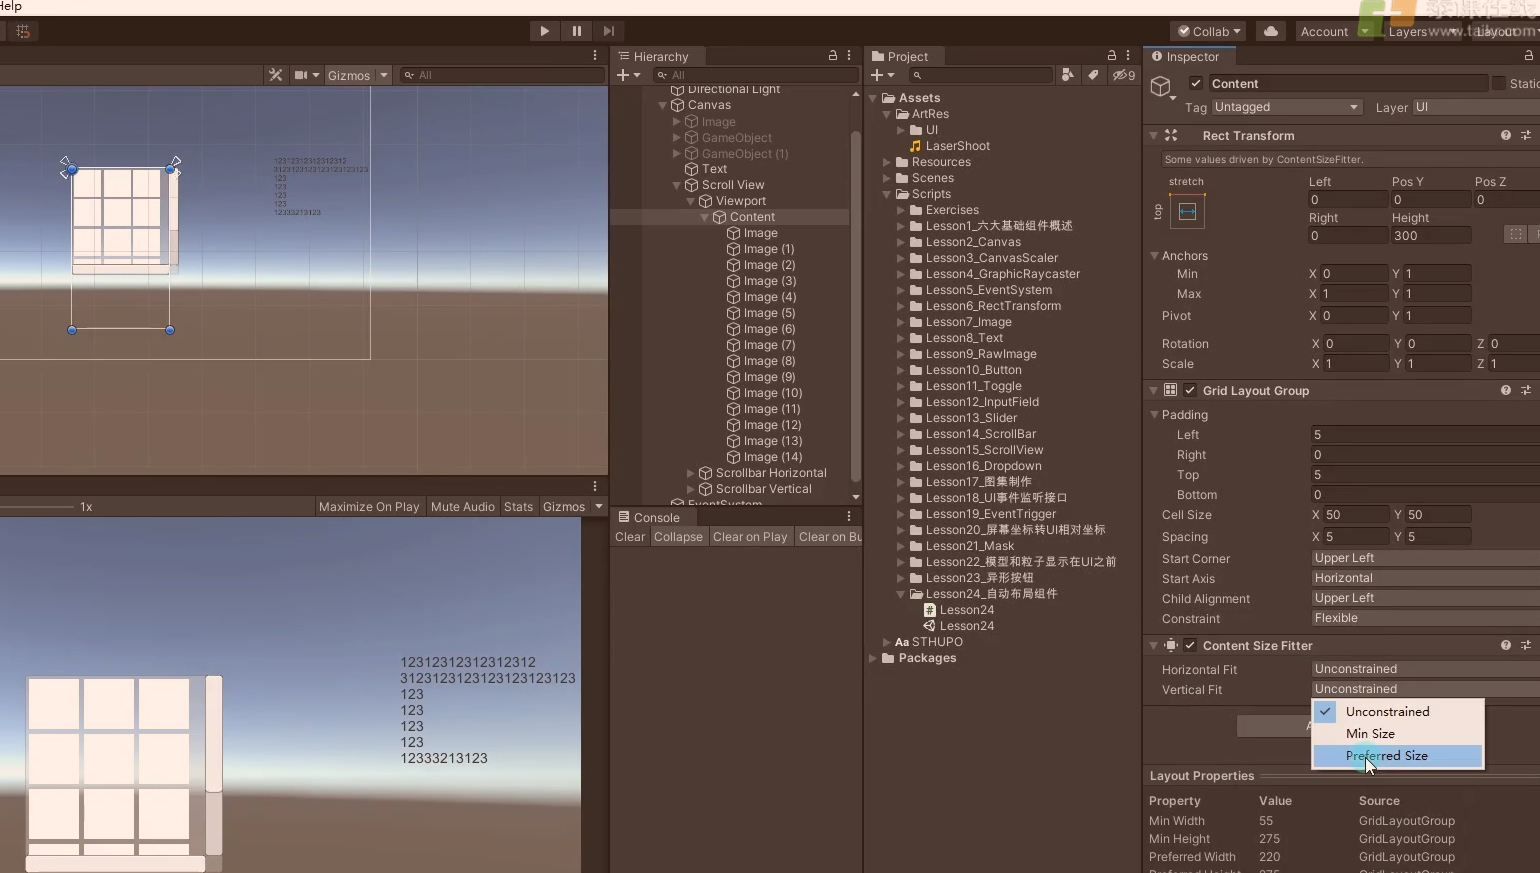 Help
www.taikr.com
Collab
Account
Layers
Layout
Gizmos
All
1x
Maximize On Play
Mute Audio
Stats
Gizmos
123123123123123123123123
123
123
123
123
12333213123
12312312312312312
3123123123123123123123
123
123
123
123
12333213123
Hierarchy
All
Directional Light
Canvas
Image
GameObject
GameObject (1)
Text
Scroll View
Viewport
Content
Image
Image (1)
Image (2)
Image (3)
Image (4)
Image (5)
Image (6)
Image (7)
Image (8)
Image (9)
Image (10)
Image (11)
Image (12)
Image (13)
Image (14)
Scrollbar Horizontal
Scrollbar Vertical
EventSystem
Console
Clear
Collapse
Clear on Play
Clear on Bu
Project
9
Assets
ArtRes
UI
LaserShoot
Resources
Scenes
Scripts
Exercises
Lesson1_六大基础组件概述
Lesson2_Canvas
Lesson3_CanvasScaler
Lesson4_GraphicRaycaster
Lesson5_EventSystem
Lesson6_RectTransform
Lesson7_Image
Lesson8_Text
Lesson9_RawImage
Lesson10_Button
Lesson11_Toggle
Lesson12_InputField
Lesson13_Slider
Lesson14_ScrollBar
Lesson15_ScrollView
Lesson16_Dropdown
Lesson17_图集制作
Lesson18_UI事件监听接口
Lesson19_EventTrigger
Lesson20_屏幕坐标转UI相对坐标
Lesson21_Mask
Lesson22_模型和粒子显示在UI之前
Lesson23_异形按钮
Lesson24_自动布局组件
Lesson24
Lesson24
Aa STHUPO
Packages
Inspector
Content
Static
Tag Untagged Layer UI
Rect Transform
Some values driven by ContentSizeFitter.
stretch
top
Left Pos Y Pos Z
0 0 0
Right Height
0 300
Anchors
Min X 0 Y 1
Max X 1 Y 1
Pivot X 0 Y 1
Rotation X 0 Y 0 Z 0
Scale X 1 Y 1 Z 1
Grid Layout Group
Padding
Left 5
Right 0
Top 5
Bottom 0
Cell Size X 50 Y 50
Spacing X 5 Y 5
Start Corner Upper Left
Start Axis Horizontal
Child Alignment Upper Left
Constraint Flexible
Content Size Fitter
Horizontal Fit Unconstrained
Vertical Fit Unconstrained
Unconstrained
Min Size
Preferred Size
Layout Properties
Property Value Source
Min Width 55 GridLayoutGroup
Min Height 275 GridLayoutGroup
Preferred Width 220 GridLayoutGroup